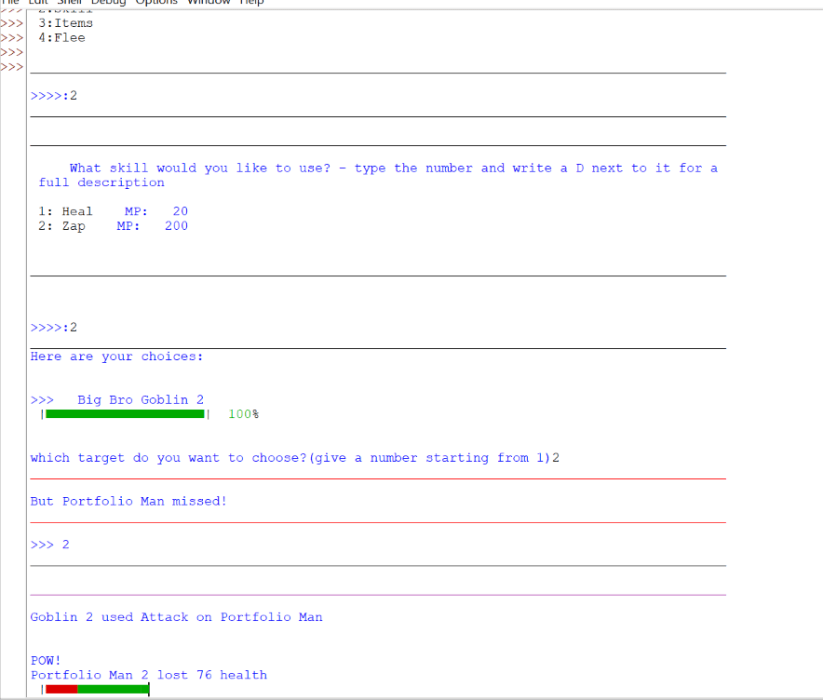 File Edit Shell Debug Options Window Help
>>> 2:Skill
>>> 3:Items
>>> 4:Flee
>>>
>>>
>>>>:2
What skill would you like to use? - type the number and write a D next to it for a
full description
1: Heal MP: 20
2: Zap MP: 200
>>>>:2
Here are your choices:
>>> Big Bro Goblin 2
| | 100%
which target do you want to choose?(give a number starting from 1)2
But Portfolio Man missed!
>>> 2
Goblin 2 used Attack on Portfolio Man
POW!
Portfolio Man 2 lost 76 health
|